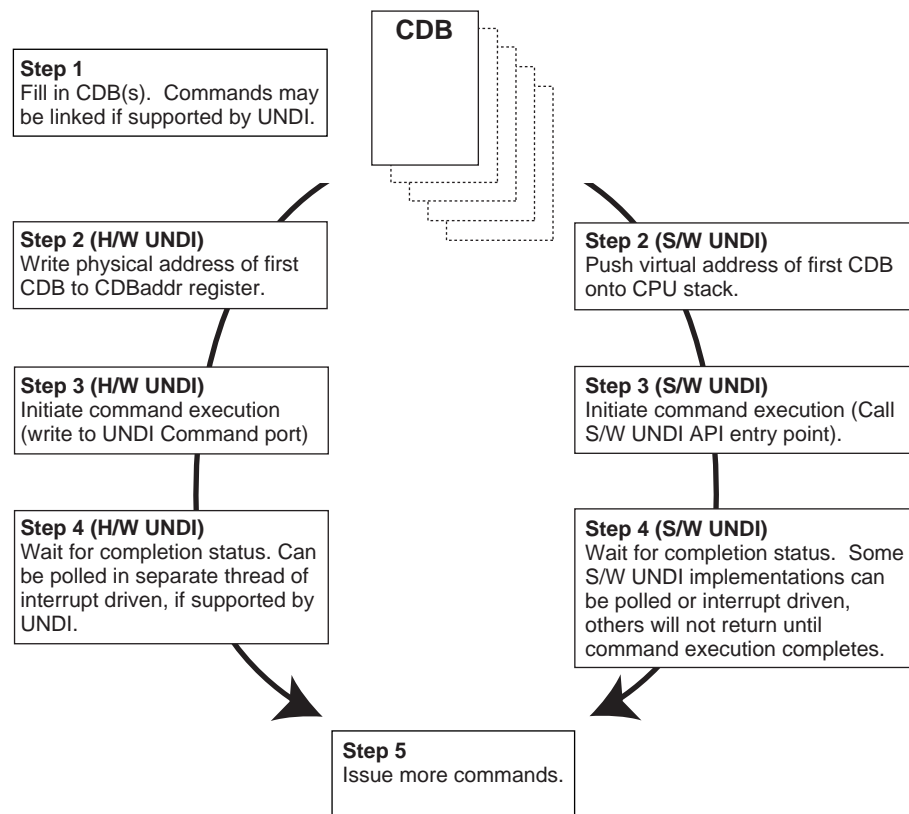 CDB
Step 1
Fill in CDB(s).  Commands may
be linked if supported by UNDI.
Step 2 (H/W UNDI)
Write physical address of first
CDB to CDBaddr register.
Step 2 (S/W UNDI)
Push virtual address of first CDB
onto CPU stack.
Step 3 (H/W UNDI)
Initiate command execution
(write to UNDI Command port)
Step 3 (S/W UNDI)
Initiate command execution (Call
S/W UNDI API entry point).
Step 4 (H/W UNDI)
Wait for completion status. Can
be polled in separate thread of
interrupt driven, if supported by
UNDI.
Step 4 (S/W UNDI)
Wait for completion status.  Some
S/W UNDI implementations can
be polled or interrupt driven,
others will not return until
command execution completes.
Step 5
Issue more commands.